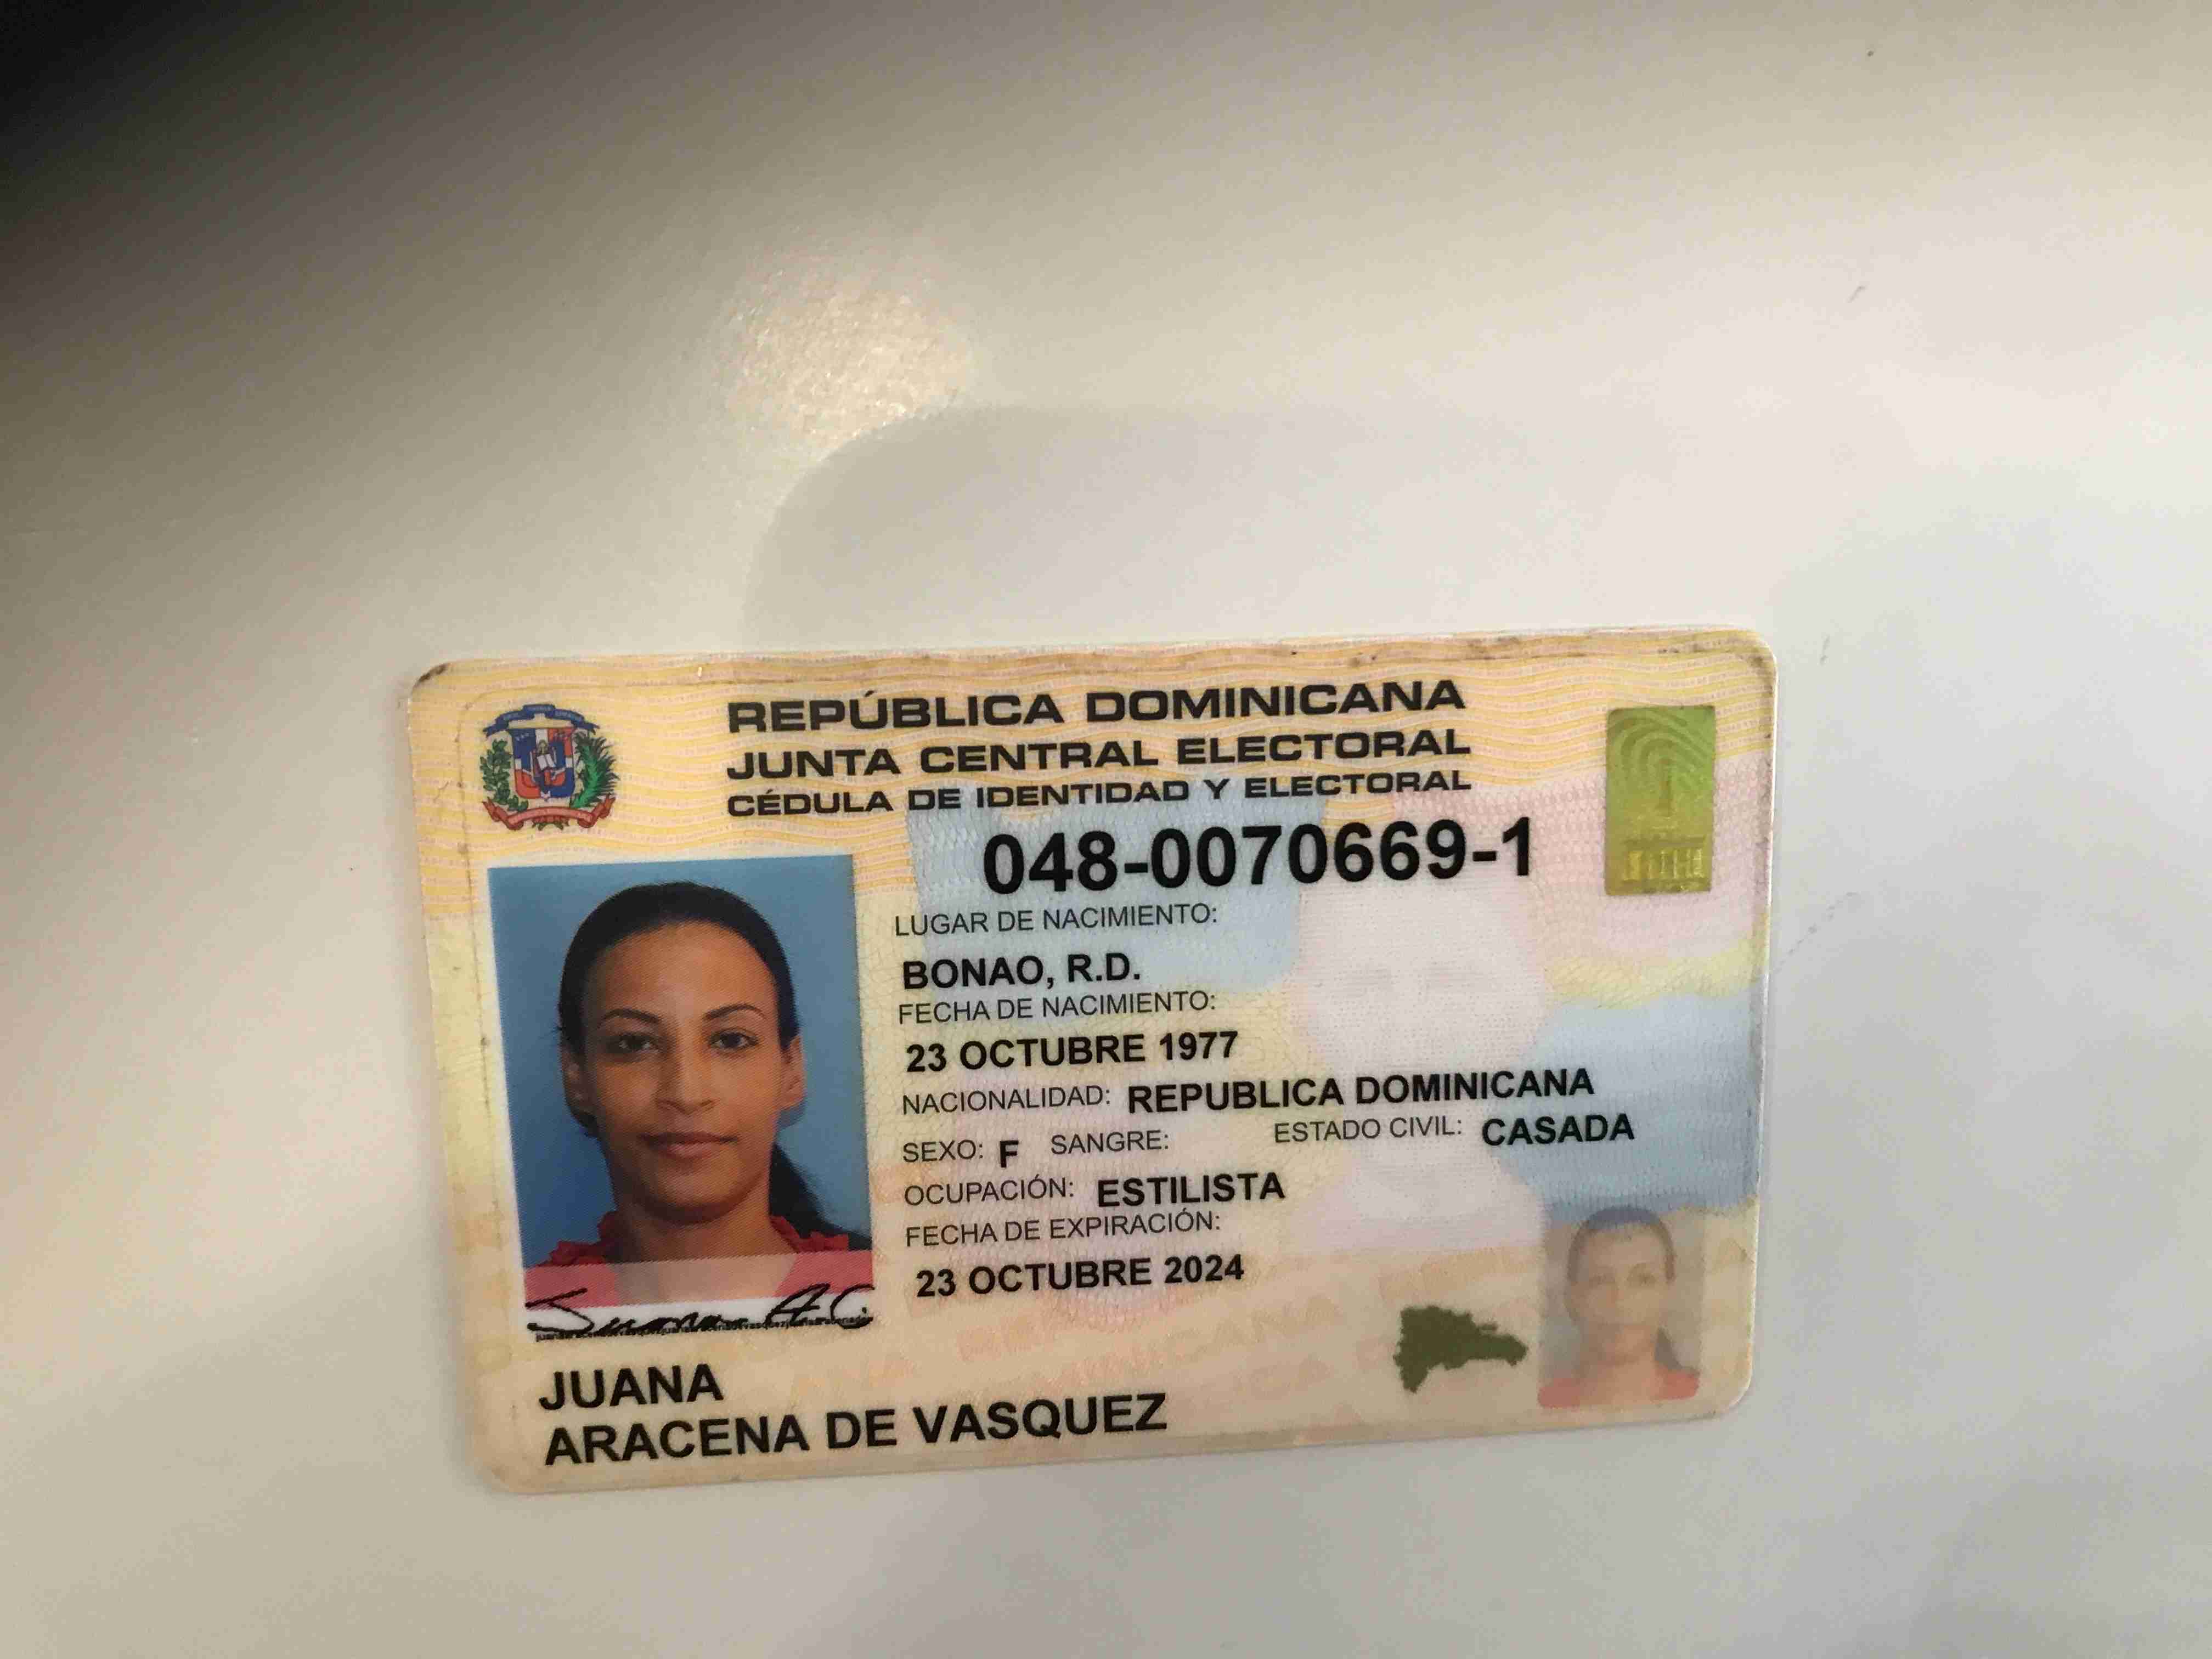 REPÚBLICA DOMINICANA
JUNTA CENTRAL ELECTORAL
CÉDULA DE IDENTIDAD Y ELECTORAL
048-0070669-1
LUGAR DE NACIMIENTO:
BONAO, R.D.
FECHA DE NACIMIENTO:
23 OCTUBRE 1977
NACIONALIDAD: REPUBLICA DOMINICANA
SEXO: F SANGRE: ESTADO CIVIL: CASADA
OCUPACIÓN: ESTILISTA
FECHA DE EXPIRACIÓN:
23 OCTUBRE 2024
Juana A.C.
JUANA
ARACENA DE VASQUEZ